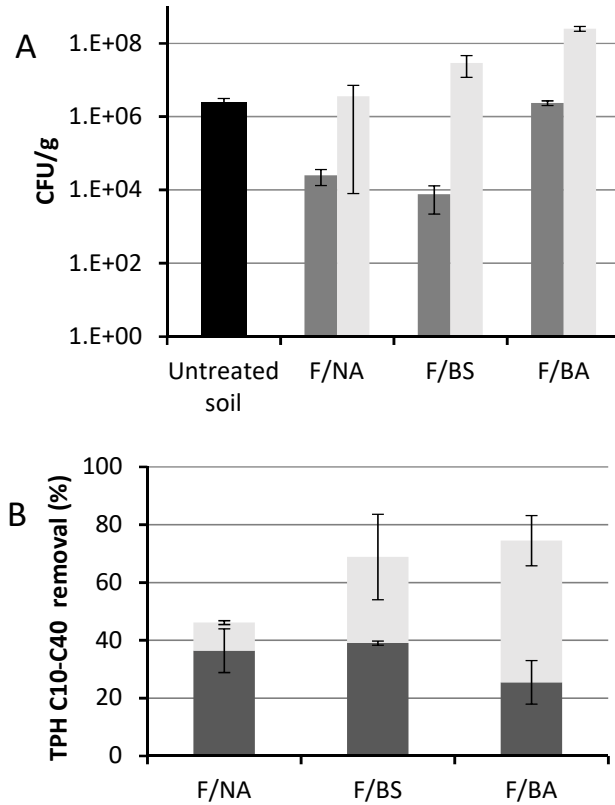 A
CFU/g
1.E+08
1.E+06
1.E+04
1.E+02
1.E+00
Untreated
soil
F/NA
F/BS
F/BA
B
TPH C10-C40 removal (%)
100
80
60
40
20
0
F/NA
F/BS
F/BA